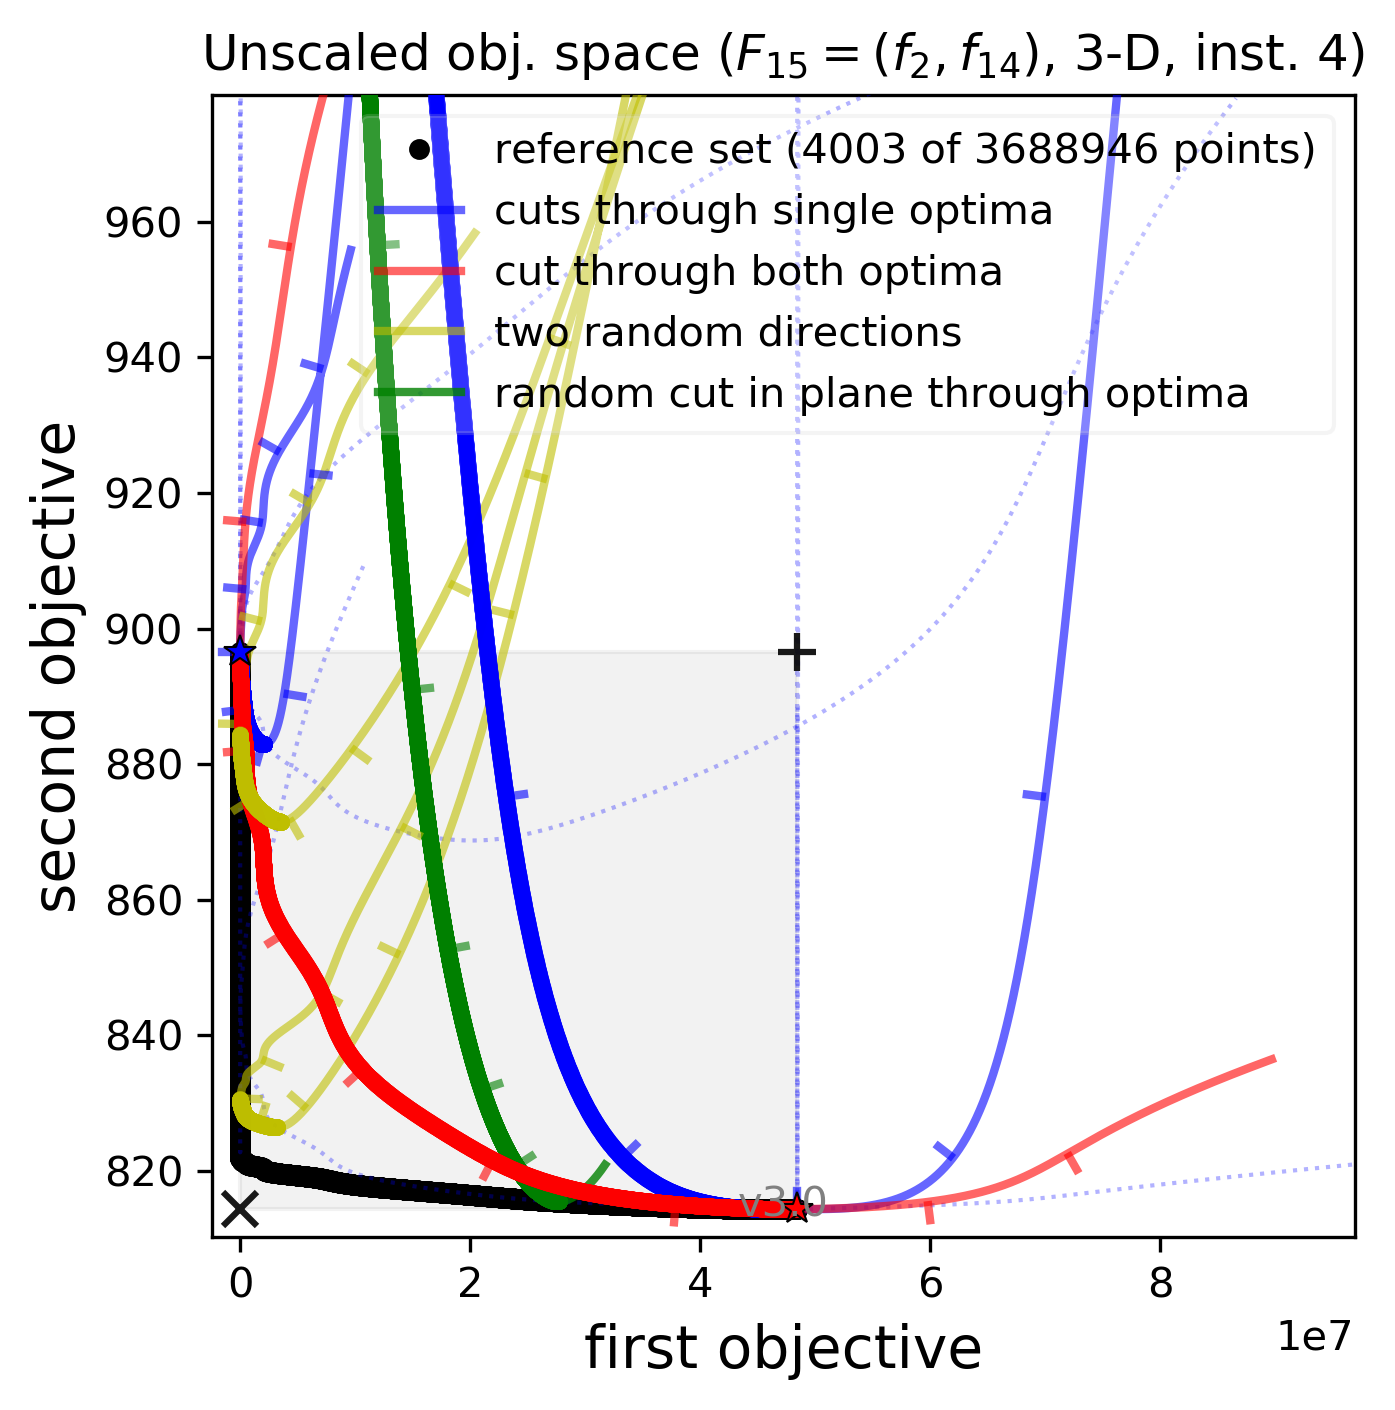 Unscaled obj. space (F₁₅ = (f₂, f₁₄), 3-D, inst. 4)
reference set (4003 of 3688946 points)
cuts through single optima
cut through both optima
two random directions
random cut in plane through optima
second objective
960
940
920
900
880
860
840
820
v3.0
0 2 4 6 8
1e7
first objective